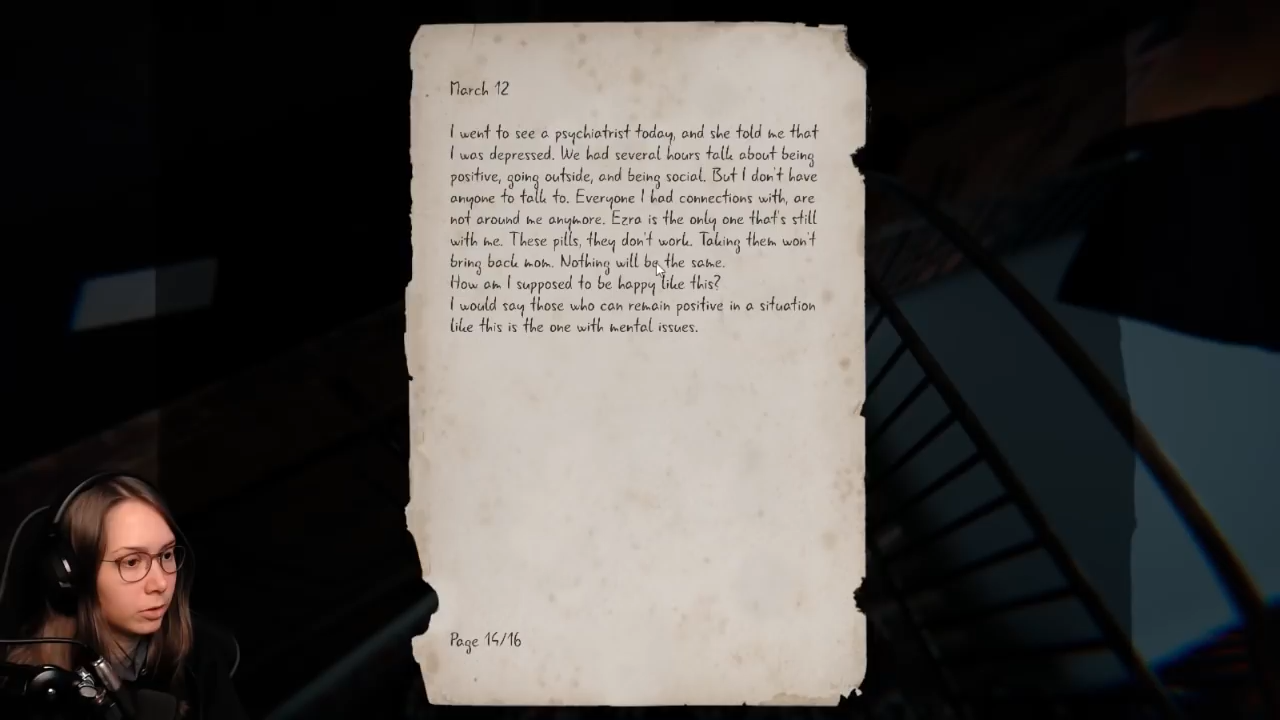 March 12
I went to see a psychiatrist today, and she told me that
I was depressed. We had several hours talk about being
positive, going outside, and being social. But I don't have
anyone to talk to. Everyone I had connections with, are
not around me anymore. Ezra is the only one that's still
with me. These pills, they don't work. Taking them won't
bring back mom. Nothing will be the same.
How am I supposed to be happy like this?
I would say those who can remain positive in a situation
like this is the one with mental issues.
Page 14/16